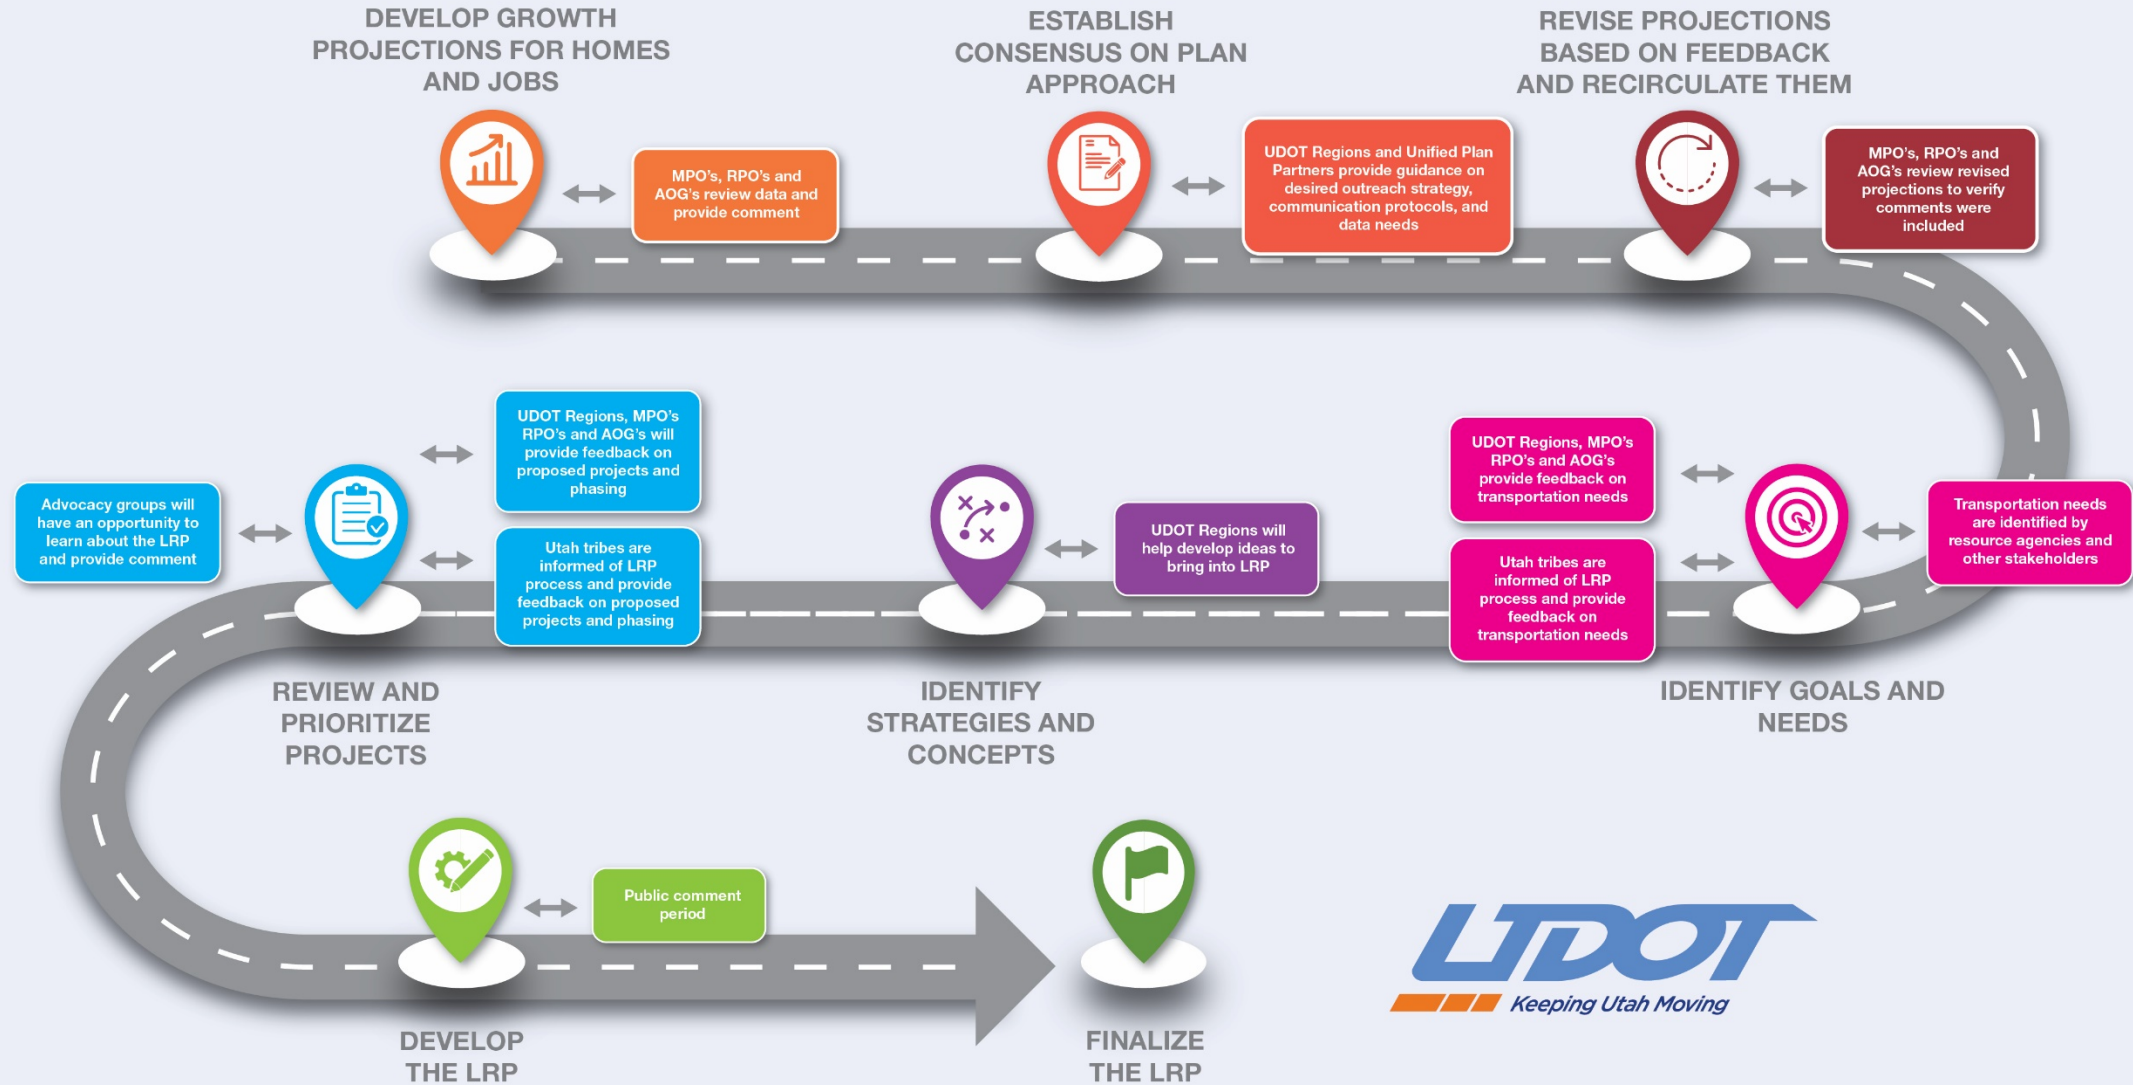 DEVELOP GROWTH
PROJECTIONS FOR HOMES
AND JOBS
MPO's, RPO's and
AOG's review data and
provide comment
ESTABLISH
CONSENSUS ON PLAN
APPROACH
UDOT Regions and Unified Plan
Partners provide guidance on
desired outreach strategy,
communication protocols, and
data needs
REVISE PROJECTIONS
BASED ON FEEDBACK
AND RECIRCULATE THEM
MPO's, RPO's and
AOG's review revised
projections to verify
comments were
included
Transportation needs
are identified by
resource agencies and
other stakeholders
UDOT Regions, MPO's
RPO's and AOG's
provide feedback on
transportation needs
Utah tribes are
informed of LRP
process and provide
feedback on
transportation needs
IDENTIFY GOALS AND
NEEDS
UDOT Regions will
help develop ideas to
bring into LRP
IDENTIFY
STRATEGIES AND
CONCEPTS
UDOT Regions, MPO's
RPO's and AOG's will
provide feedback on
proposed projects and
phasing
Utah tribes are
informed of LRP
process and provide
feedback on proposed
projects and phasing
Advocacy groups will
have an opportunity to
learn about the LRP
and provide comment
REVIEW AND
PRIORITIZE
PROJECTS
Public comment
period
DEVELOP
THE LRP
FINALIZE
THE LRP
UDOT
Keeping Utah Moving